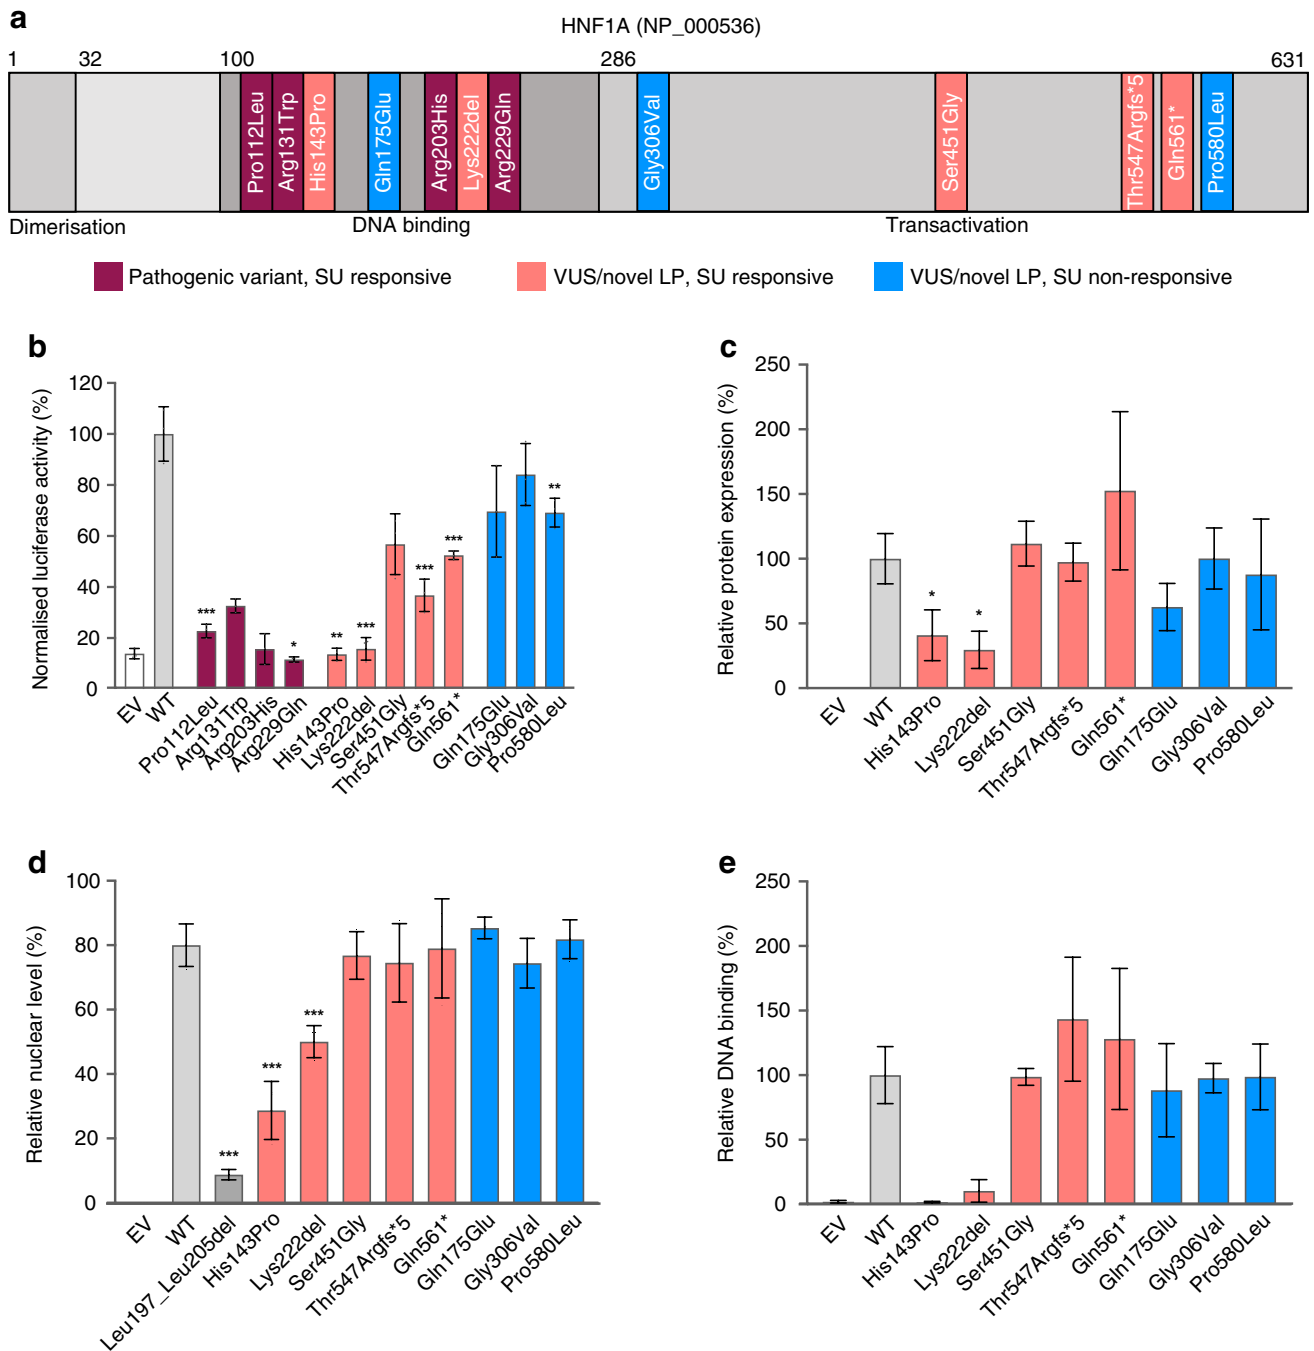 a
HNF1A (NP_000536)
1 32 100 286 631
Pro112Leu
Arg131Trp
His143Pro
Gln175Glu
Arg203His
Lys222del
Arg229Gln
Gly306Val
Ser451Gly
Thr547Argfs*5
Gln561*
Pro580Leu
Dimerisation DNA binding Transactivation
Pathogenic variant, SU responsive VUS/novel LP, SU responsive VUS/novel LP, SU non-responsive
b
Normalised luciferase activity (%)
120
100
80
60
40
20
0
***
*
**
***
***
***
**
EV
WT
Pro112Leu
Arg131Trp
Arg203His
Arg229Gln
His143Pro
Lys222del
Ser451Gly
Thr547Argfs*5
Gln561*
Gln175Glu
Gly306Val
Pro580Leu
c
Relative protein expression (%)
250
200
150
100
50
0
*
*
EV
WT
His143Pro
Lys222del
Ser451Gly
Thr547Argfs*5
Gln561*
Gln175Glu
Gly306Val
Pro580Leu
d
Relative nuclear level (%)
100
80
60
40
20
0
***
***
***
EV
WT
Leu197_Leu205del
His143Pro
Lys222del
Ser451Gly
Thr547Argfs*5
Gln561*
Gln175Glu
Gly306Val
Pro580Leu
e
Relative DNA binding (%)
250
200
150
100
50
0
EV
WT
His143Pro
Lys222del
Ser451Gly
Thr547Argfs*5
Gln561*
Gln175Glu
Gly306Val
Pro580Leu